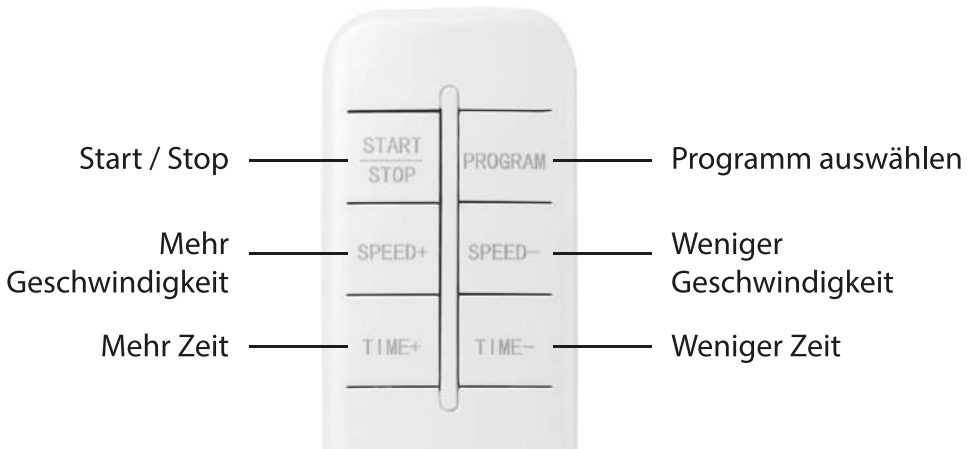 Start / Stop
START
STOP
PROGRAM
Programm auswählen
Mehr
Geschwindigkeit
SPEED+
SPEED-
Weniger
Geschwindigkeit
Mehr Zeit
TIME+
TIME-
Weniger Zeit